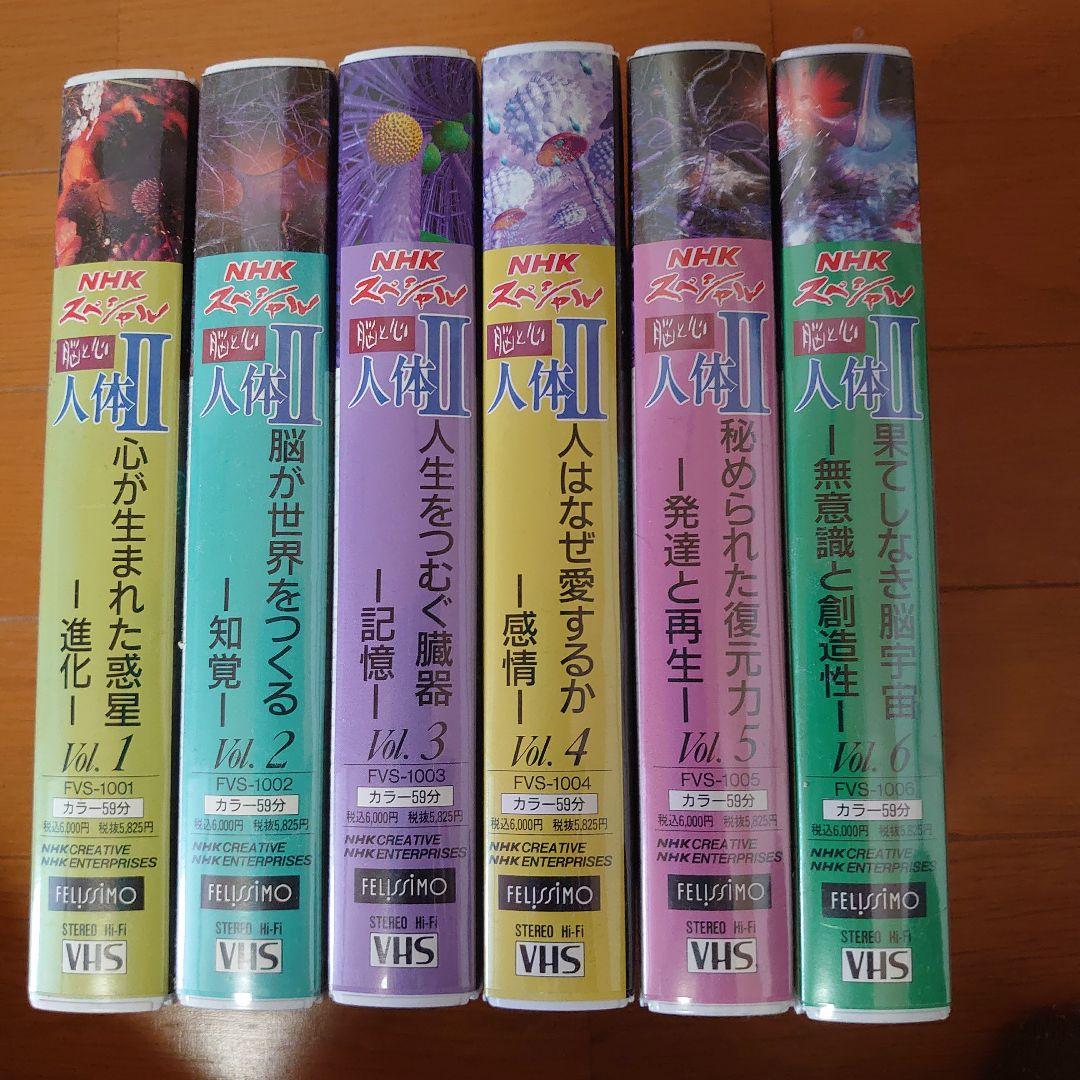 NHK
スペシャル
脳と心
人体II
心が生まれた惑星
ー進化ー
Vol. 1
FVS-1001
カラー59分
税込6,000円 税抜5,825円
NHK CREATIVE
NHK ENTERPRISES
FELISSIMO
STEREO Hi-Fi
VHS
NHK
スペシャル
脳と心
人体II
脳が世界をつくる
ー知覚ー
Vol. 2
FVS-1002
カラー59分
税込6,000円 税抜5,825円
NHK CREATIVE
NHK ENTERPRISES
FELISSIMO
STEREO Hi-Fi
VHS
NHK
スペシャル
脳と心
人体II
人生をつむぐ臓器
ー記憶ー
Vol. 3
FVS-1003
カラー59分
税込6,000円 税抜5,825円
NHK CREATIVE
NHK ENTERPRISES
FELISSIMO
STEREO Hi-Fi
VHS
NHK
スペシャル
脳と心
人体II
人はなぜ愛するか
ー感情ー
Vol. 4
FVS-1004
カラー59分
税込6,000円 税抜5,825円
NHK CREATIVE
NHK ENTERPRISES
FELISSIMO
STEREO Hi-Fi
VHS
NHK
スペシャル
脳と心
人体II
秘められた復元力
ー発達と再生ー
Vol. 5
FVS-1005
カラー59分
税込6,000円 税抜5,825円
NHK CREATIVE
NHK ENTERPRISES
FELISSIMO
STEREO Hi-Fi
VHS
NHK
スペシャル
脳と心
人体II
果てしなき脳宇宙
ー無意識と創造性ー
Vol. 6
FVS-1006
カラー59分
税込6,000円 税抜5,825円
NHK CREATIVE
NHK ENTERPRISES
FELISSIMO
STEREO Hi-Fi
VHS